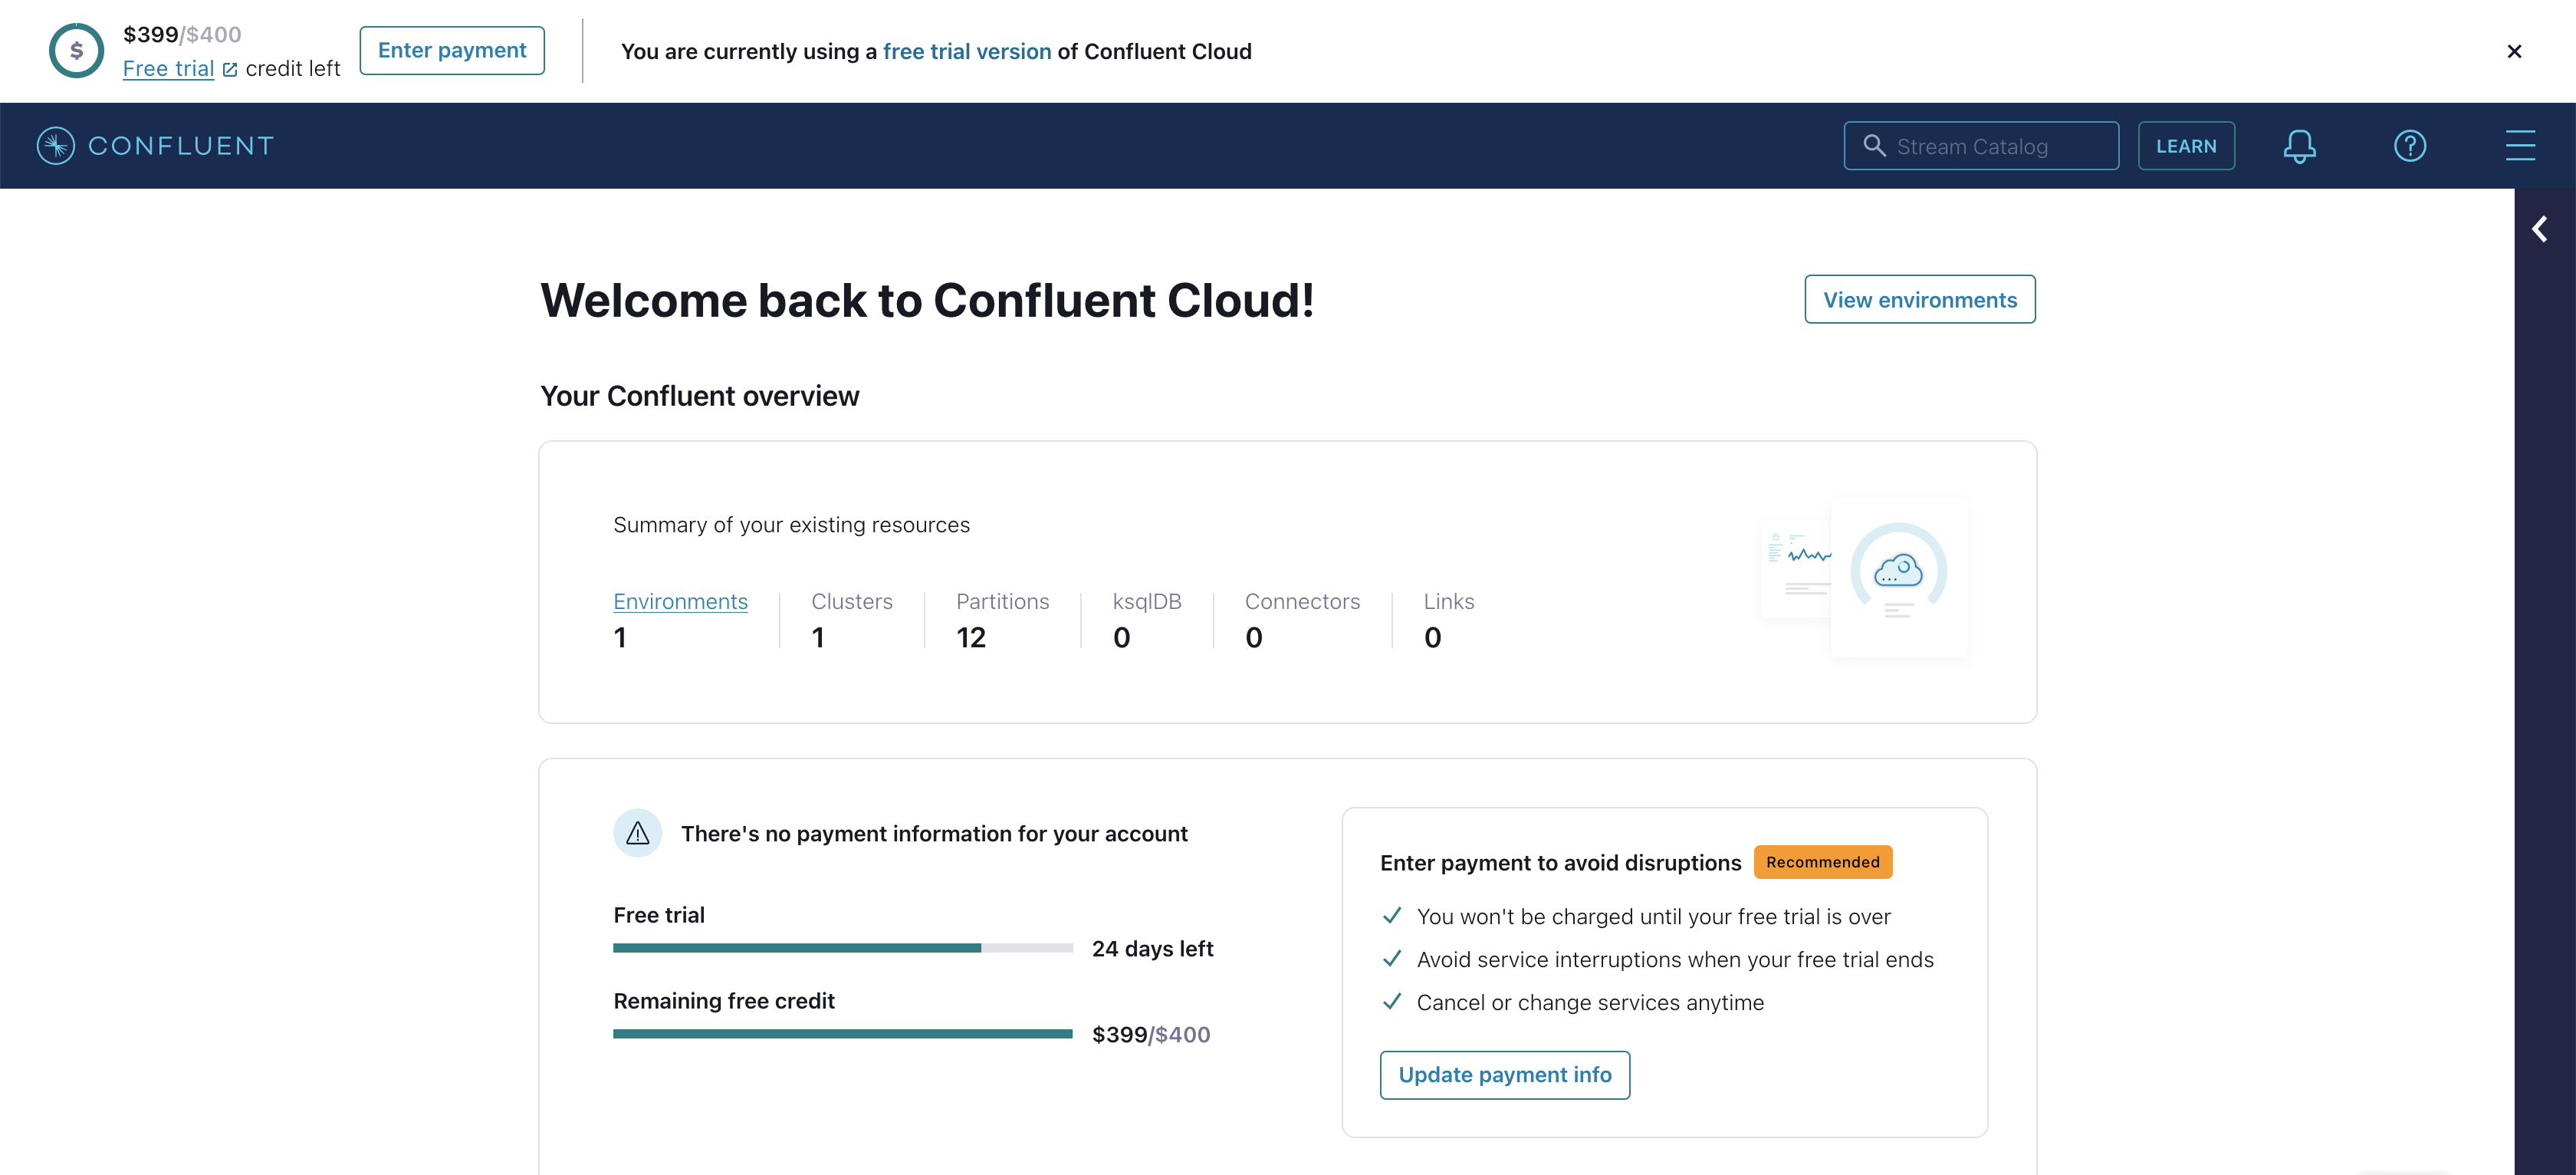 $399/$400
Free trial credit left
Enter payment
You are currently using a free trial version of Confluent Cloud
CONFLUENT
Stream Catalog
LEARN
Welcome back to Confluent Cloud!
View environments
Your Confluent overview
Summary of your existing resources
Environments Clusters Partitions ksqlDB Connectors Links
1 1 12 0 0 0
There's no payment information for your account
Free trial
24 days left
Remaining free credit
$399/$400
Enter payment to avoid disruptions Recommended
You won't be charged until your free trial is over
Avoid service interruptions when your free trial ends
Cancel or change services anytime
Update payment info